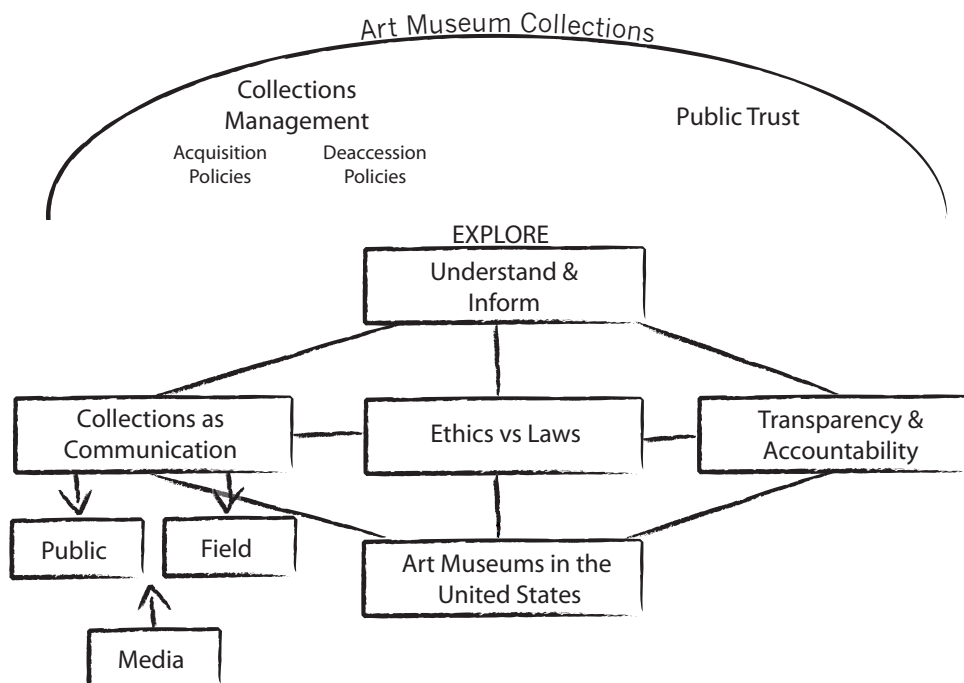 Art Museum Collections
Collections
Management
Public Trust
Acquisition
Policies
Deaccession
Policies
EXPLORE
Understand &
Inform
Collections as
Communication
Ethics vs Laws
Transparency &
Accountability
Public
Field
Art Museums in the
United States
Media